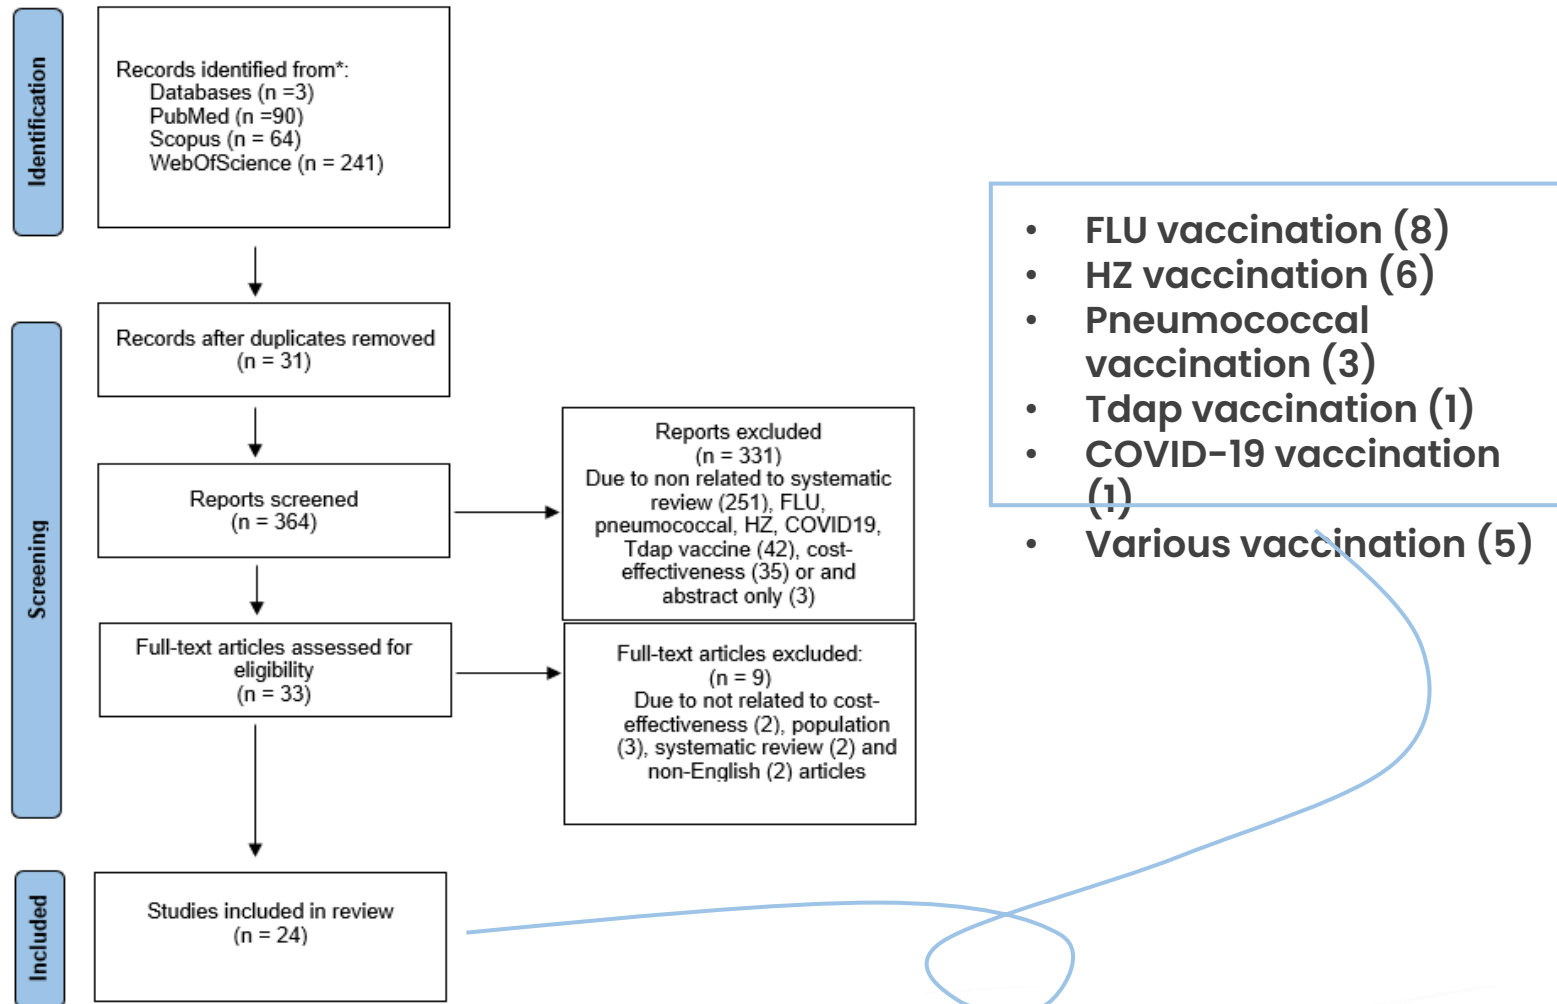 Identification
Records identified from*:
Databases (n =3)
PubMed (n =90)
Scopus (n = 64)
WebOfScience (n = 241)
Screening
Records after duplicates removed
(n = 31)
Reports screened
(n = 364)
Reports excluded
(n = 331)
Due to non related to systematic
review (251), FLU,
pneumococcal, HZ, COVID19,
Tdap vaccine (42), cost-
effectiveness (35) or and
abstract only (3)
Full-text articles assessed for
eligibility
(n = 33)
Full-text articles excluded:
(n = 9)
Due to not related to cost-
effectiveness (2), population
(3), systematic review (2) and
non-English (2) articles
Included
Studies included in review
(n = 24)
• FLU vaccination (8)
• HZ vaccination (6)
• Pneumococcal
vaccination (3)
• Tdap vaccination (1)
• COVID-19 vaccination
(1)
• Various vaccination (5)